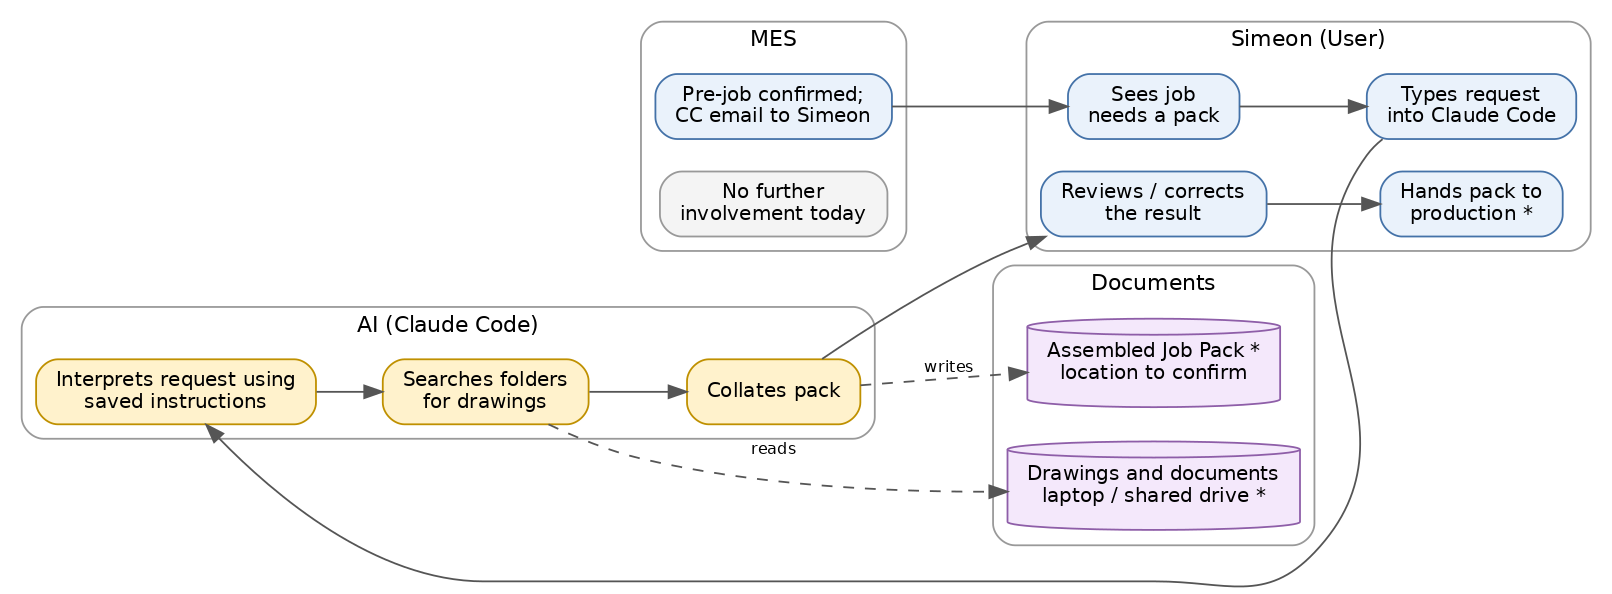 MES
Pre-job confirmed;
CC email to Simeon
No further
involvement today
Simeon (User)
Sees job
needs a pack
Types request
into Claude Code
Reviews / corrects
the result
Hands pack to
production *
AI (Claude Code)
Interprets request using
saved instructions
Searches folders
for drawings
Collates pack
writes
reads
Documents
Assembled Job Pack *
location to confirm
Drawings and documents
laptop / shared drive *